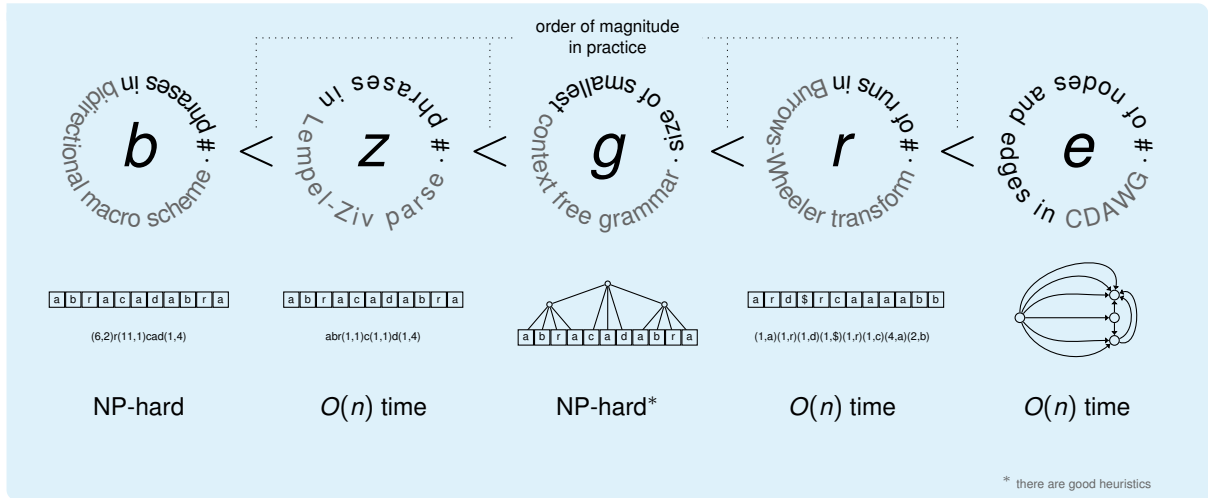 order of magnitude
in practice
# phrases in bidirectional macro scheme ·
b
<
# phrases in Lempel-Ziv parse ·
z
<
size of smallest context free grammar ·
g
<
# of runs in Burrows-Wheeler transform ·
r
<
# of nodes and edges in CDAWG ·
e
a b r a c a d a b r a
a b r a c a d a b r a
a b r a c a d a b r a
a r d $ r c a a a a b b
(6,2)r(11,1)cad(1,4)
abr(1,1)c(1,1)d(1,4)
(1,a)(1,r)(1,d)(1,$)(1,r)(1,c)(4,a)(2,b)
NP-hard
O(n) time
NP-hard*
O(n) time
O(n) time
* there are good heuristics